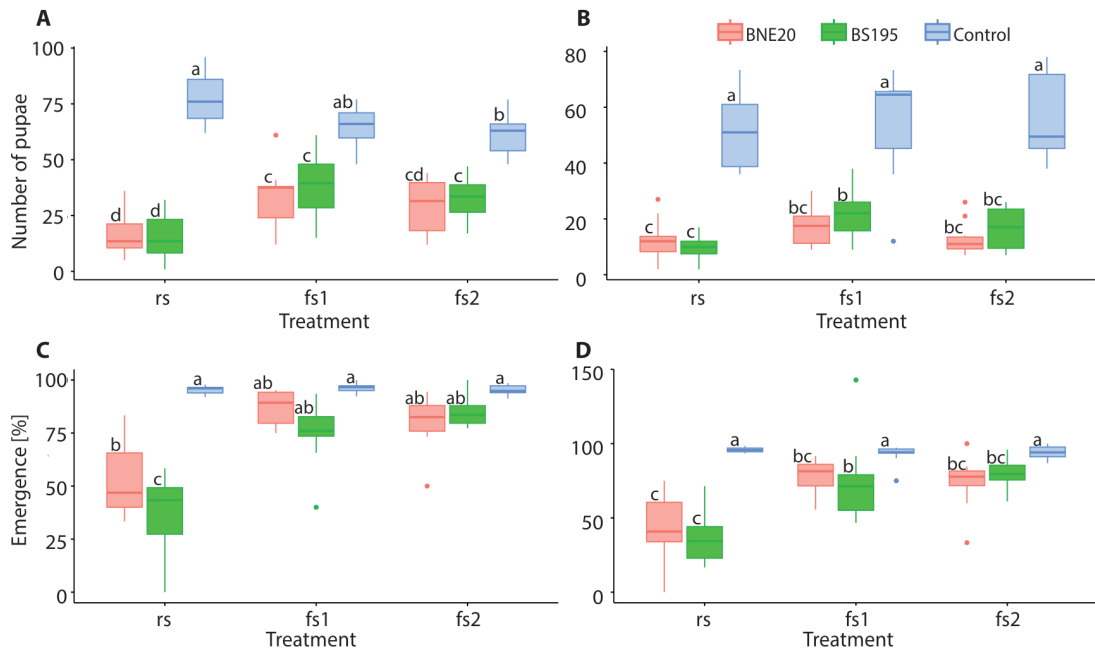 A
B
BNE20 BS195 Control
Number of pupae
100
75
50
25
0
d d a
c c ab
cd c b
rs fs1 fs2
Treatment
80
60
40
20
0
c c a
bc b a
bc bc a
rs fs1 fs2
Treatment
C
D
Emergence [%]
100
75
50
25
0
b c a
ab ab a
ab ab a
rs fs1 fs2
Treatment
150
100
50
0
c c a
bc b a
bc bc a
rs fs1 fs2
Treatment